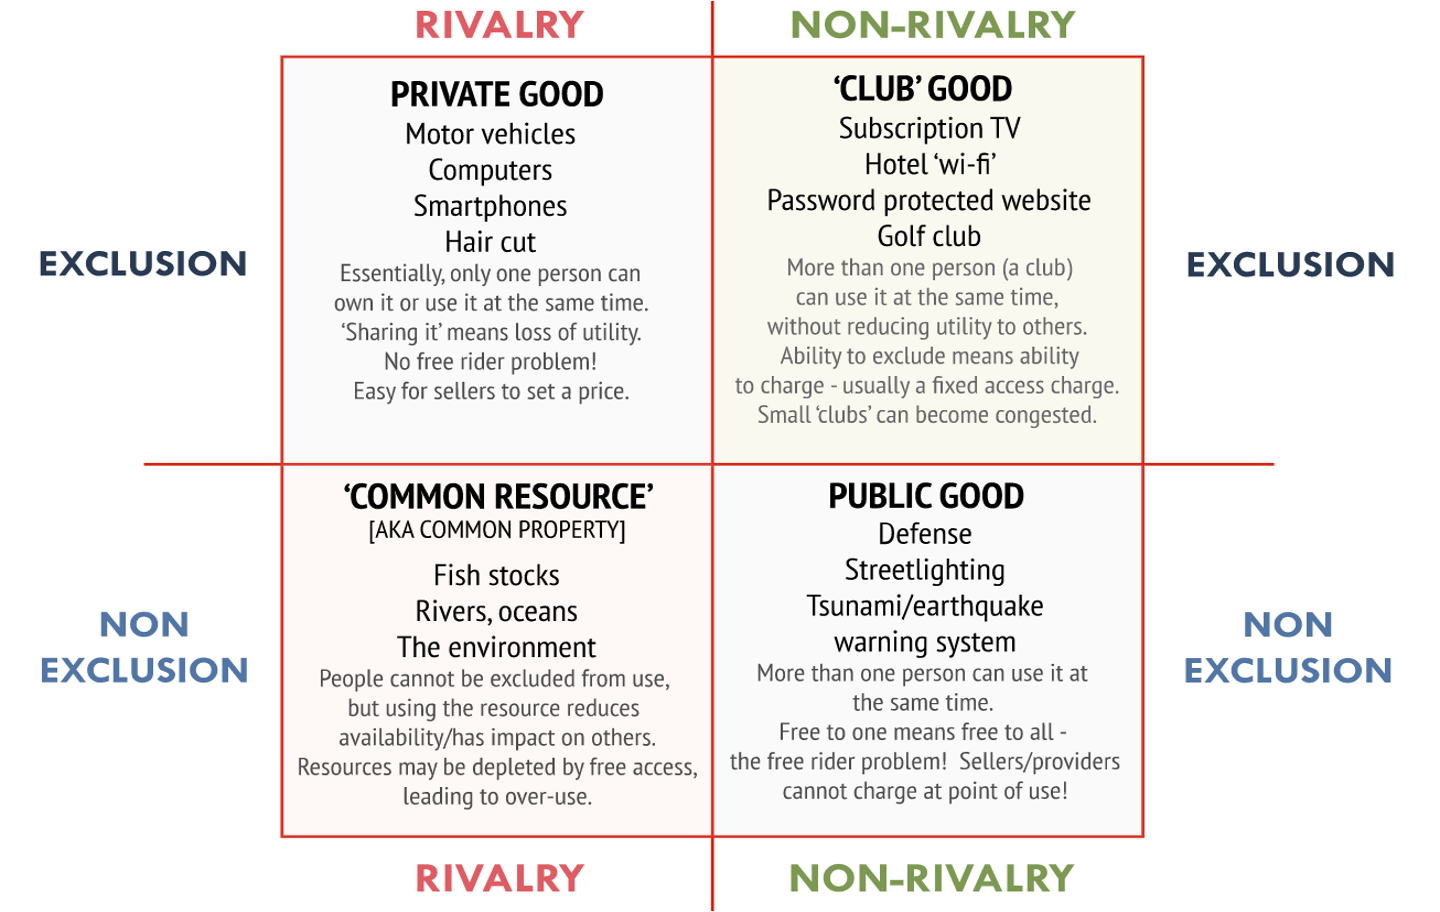 RIVALRY
NON-RIVALRY
EXCLUSION
PRIVATE GOOD
Motor vehicles
Computers
Smartphones
Hair cut
Essentially, only one person can
own it or use it at the same time.
‘Sharing it’ means loss of utility.
No free rider problem!
Easy for sellers to set a price.
‘CLUB’ GOOD
Subscription TV
Hotel ‘wi-fi’
Password protected website
Golf club
More than one person (a club)
can use it at the same time,
without reducing utility to others.
Ability to exclude means ability
to charge - usually a fixed access charge.
Small ‘clubs’ can become congested.
EXCLUSION
NON
EXCLUSION
‘COMMON RESOURCE’
[AKA COMMON PROPERTY]
Fish stocks
Rivers, oceans
The environment
People cannot be excluded from use,
but using the resource reduces
availability/has impact on others.
Resources may be depleted by free access,
leading to over-use.
PUBLIC GOOD
Defense
Streetlighting
Tsunami/earthquake
warning system
More than one person can use it at
the same time.
Free to one means free to all -
the free rider problem! Sellers/providers
cannot charge at point of use!
NON
EXCLUSION
RIVALRY
NON-RIVALRY